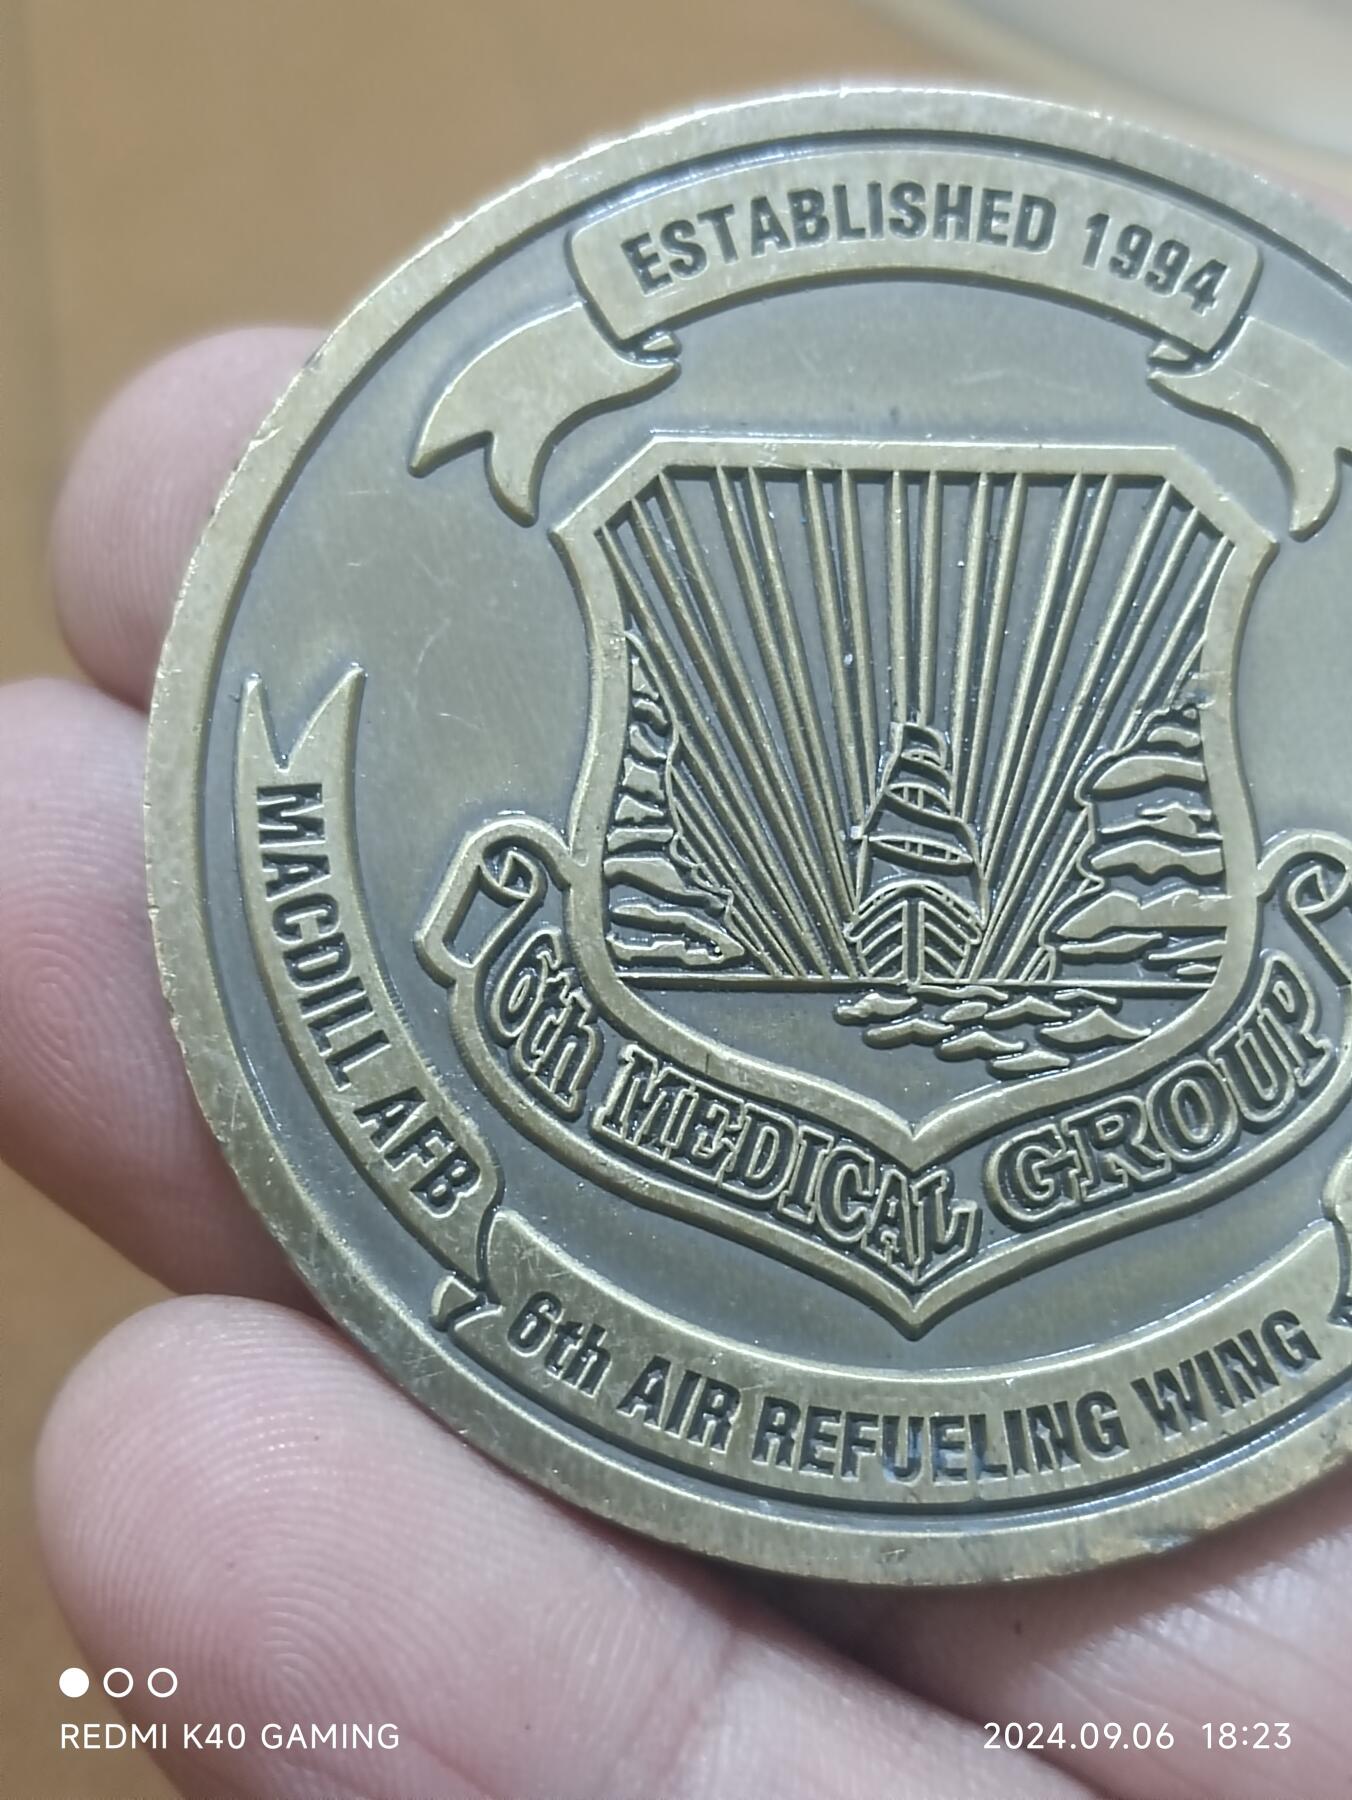 ESTABLISHED 1994
MACDILL AFB
6th MEDICAL GROUP
6th AIR REFUELING WING
REDMI K40 GAMING
2024.09.06 18:23